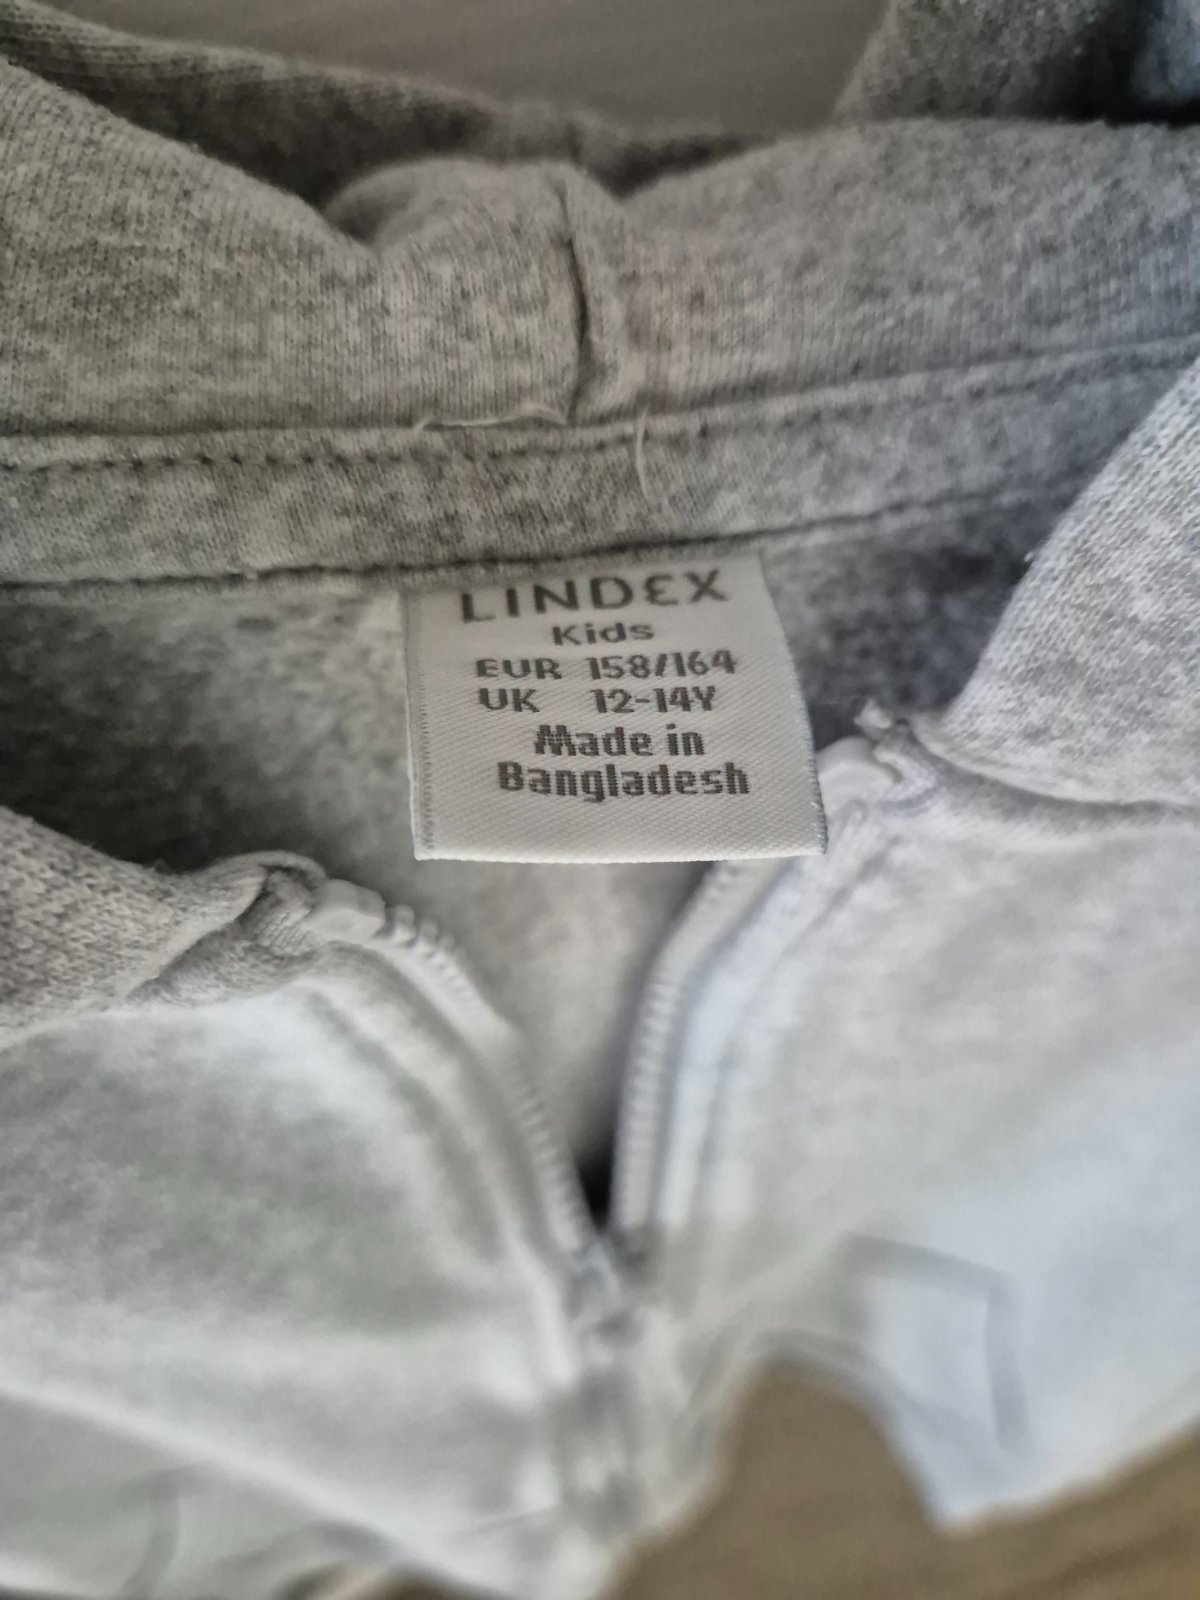 LINDEX
Kids
EUR 158/164
UK 12-14Y
Made in
Bangladesh